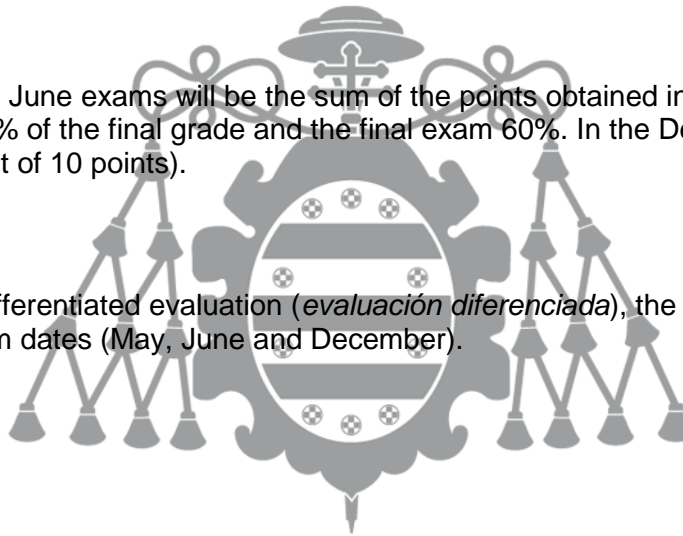 June exams will be the sum of the points obtained in
% of the final grade and the final exam 60%. In the De
t of 10 points).
fferentiated evaluation (evaluación diferenciada), the
m dates (May, June and December).